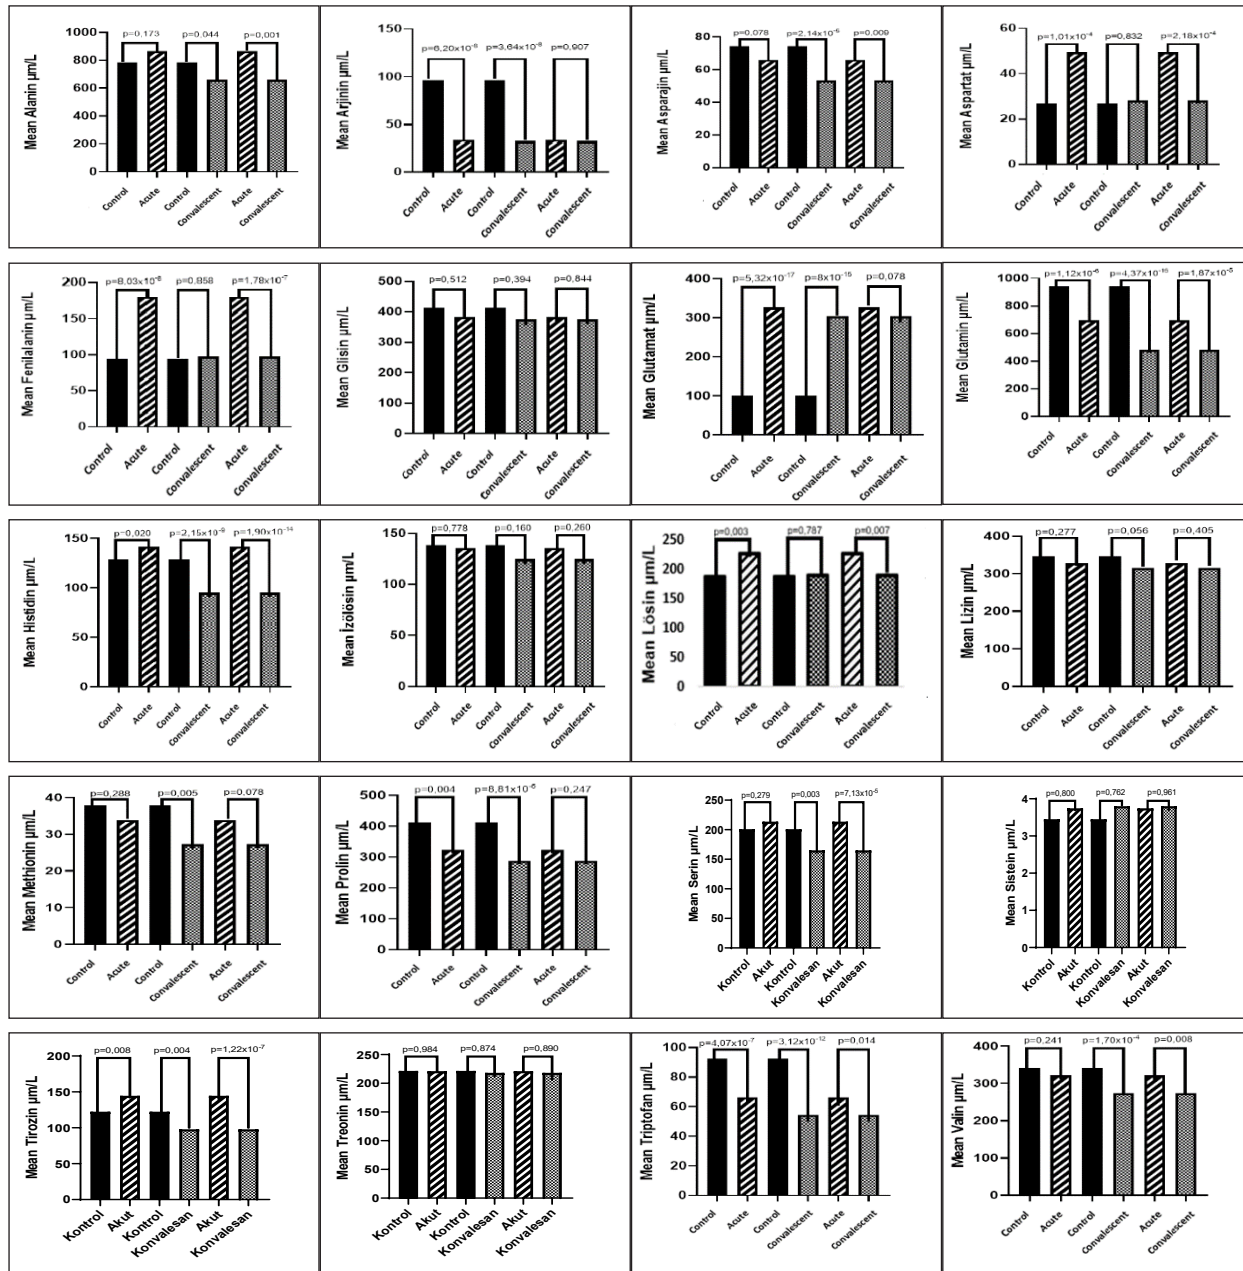 Mean Alanin µm/L
p=0,173 p=0,044 p=0,001
1000
800
600
400
200
0
Control Acute Control Convalescent Acute Convalescent
Mean Arjinin µm/L
150
p=3,64x10-8 p=0,907
100
50
0
Control Acute Control Convalescent Acute Convalescent
Mean Asparajin µm/L
p=0,078 p=0,009
80
60
40
20
0
Control Acute Control Convalescent Acute Convalescent
Mean Aspartat µm/L
60
p=1,01x10-4 p=0,832 p=2,18x10-4
40
20
0
Control Acute Control Convalescent Acute Convalescent
Mean Fenilalanin µm/L
p=0,858 p=1,78x10-7
200
150
100
50
0
Control Acute Control Convalescent Acute Convalescent
Mean Glisin µm/L
p=0,512 p=0,394 p=0,844
500
400
300
200
100
0
Control Acute Control Convalescent Acute Convalescent
Mean Glutamat µm/L
p=5,32x10-17 p=8x10-15 p=0,078
400
300
200
100
0
Control Acute Control Convalescent Acute Convalescent
Mean Glutamin µm/L
p=1,12x10-6 p=1,87x10-5
1000
800
600
400
200
0
Control Acute Control Convalescent Acute Convalescent
Mean Histidin µm/L
p=0,020 p=2,15x10-9 p=1,90x10-14
150
100
50
0
Control Acute Control Convalescent Acute Convalescent
Mean İzölösin µm/L
p=0,778 p=0,160 p=0,260
150
100
50
0
Control Acute Control Convalescent Acute Convalescent
Mean Lösin µm/L
p=0,003 p=0,787 p=0,007
250
200
150
100
50
0
Control Acute Control Convalescent Acute Convalescent
Mean Lizin µm/L
p=0,277 p=0,056 p=0,405
400
300
200
100
0
Control Acute Control Convalescent Acute Convalescent
Mean Methionin µm/L
p=0,288 p=0,005 p=0,078
40
30
20
10
0
Control Acute Control Convalescent Acute Convalescent
Mean Prolin µm/L
p=0,004 p=8,81x10-6 p=0,247
500
400
300
200
100
0
Control Acute Control Convalescent Acute Convalescent
Mean Serin µm/L
p=0,279 p=0,003 p=7,13x10-5
250
200
150
100
50
0
Kontrol Akut Kontrol Konvalesan Akut Konvalesan
Mean Sistein µm/L
p=0,800 p=0,762 p=0,961
4
3
2
1
0
Kontrol Akut Kontrol Konvalesan Akut Konvalesan
Mean Tirozin µm/L
p=0,008 p=0,004 p=1,22x10-7
200
150
100
50
0
Kontrol Akut Kontrol Konvalesan Akut Konvalesan
Mean Treonin µm/L
p=0,984 p=0,874 p=0,890
250
200
150
100
50
0
Kontrol Akut Kontrol Konvalesan Akut Konvalesan
Mean Triptofan µm/L
p=4,07x10-7 p=3,12x10-12 p=0,014
100
80
60
40
20
0
Control Acute Control Convalescent Acute Convalescent
Mean Valin µm/L
p=0,241 p=1,70x10-4 p=0,008
400
300
200
100
0
Control Acute Control Convalescent Acute Convalescent